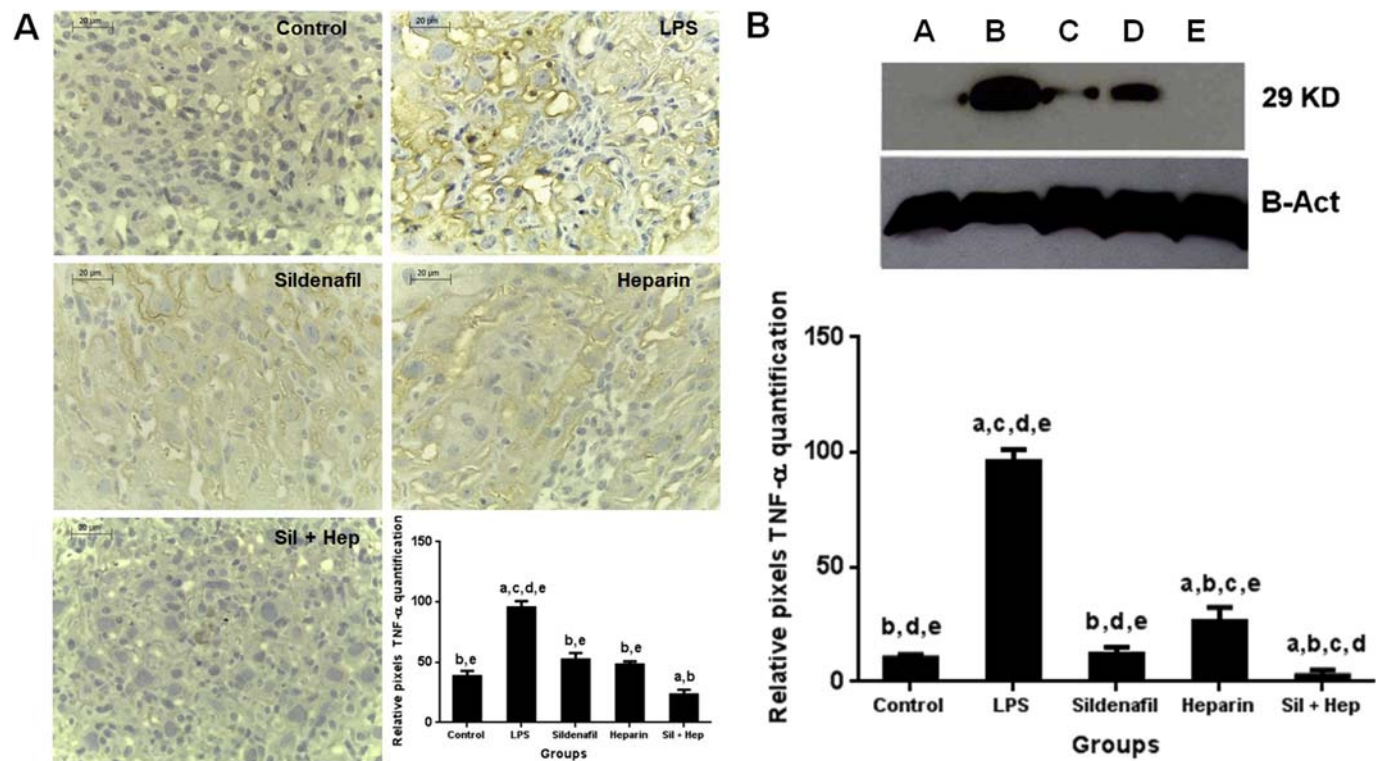 A
20 µm
Control
20 µm
LPS
20 µm
Sildenafil
20 µm
Heparin
20 µm
Sil + Hep
Relative pixels TNF-α quantification
150
100
50
0
b,e
a,c,d,e
b,e
b,e
a,b
Control LPS Sildenafil Heparin Sil + Hep
Groups
B
A B C D E
29 KD
B-Act
Relative pixels TNF-α quantification
150
100
50
0
b,d,e
a,c,d,e
b,d,e
a,b,c,e
a,b,c,d
Control LPS Sildenafil Heparin Sil + Hep
Groups